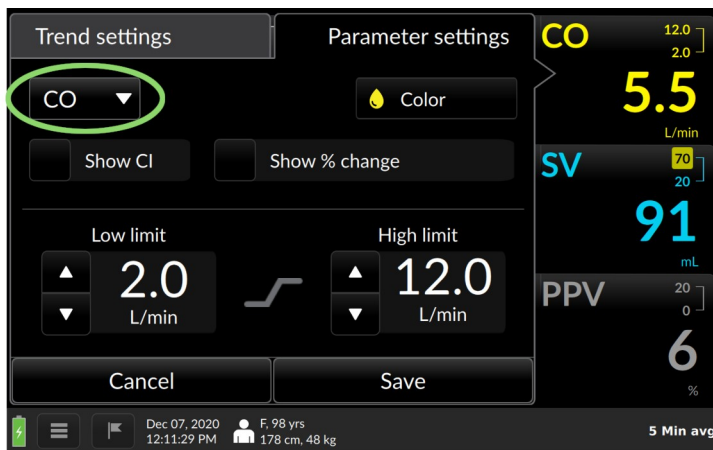 Trend settings
Parameter settings
CO
Color
Show CI
Show % change
Low limit
2.0
L/min
High limit
12.0
L/min
Cancel
Save
CO
12.0
2.0
5.5
L/min
SV
70
20
91
mL
PPV
20
0
6
%
Dec 07, 2020
12:11:29 PM
F, 98 yrs
178 cm, 48 kg
5 Min avg